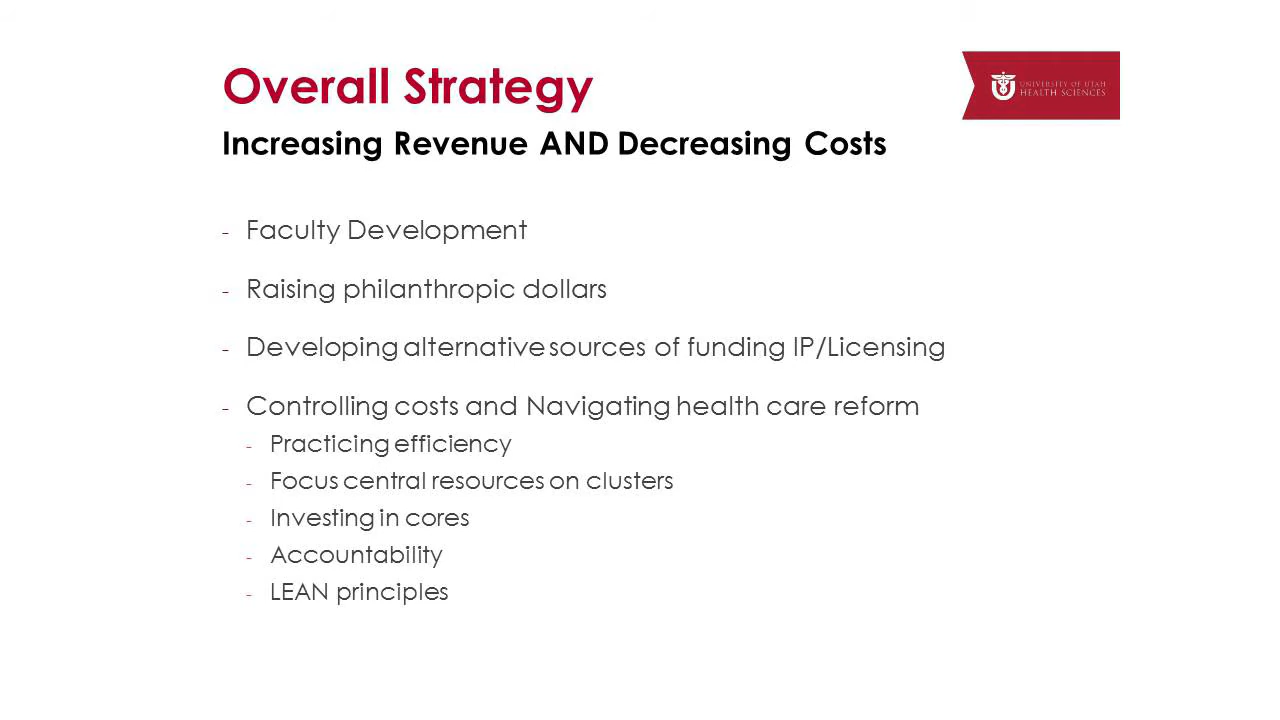 Overall Strategy
UNIVERSITY OF UTAH
HEALTH SCIENCES
Increasing Revenue AND Decreasing Costs
- Faculty Development
- Raising philanthropic dollars
- Developing alternative sources of funding IP/Licensing
- Controlling costs and Navigating health care reform
- Practicing efficiency
- Focus central resources on clusters
- Investing in cores
- Accountability
- LEAN principles